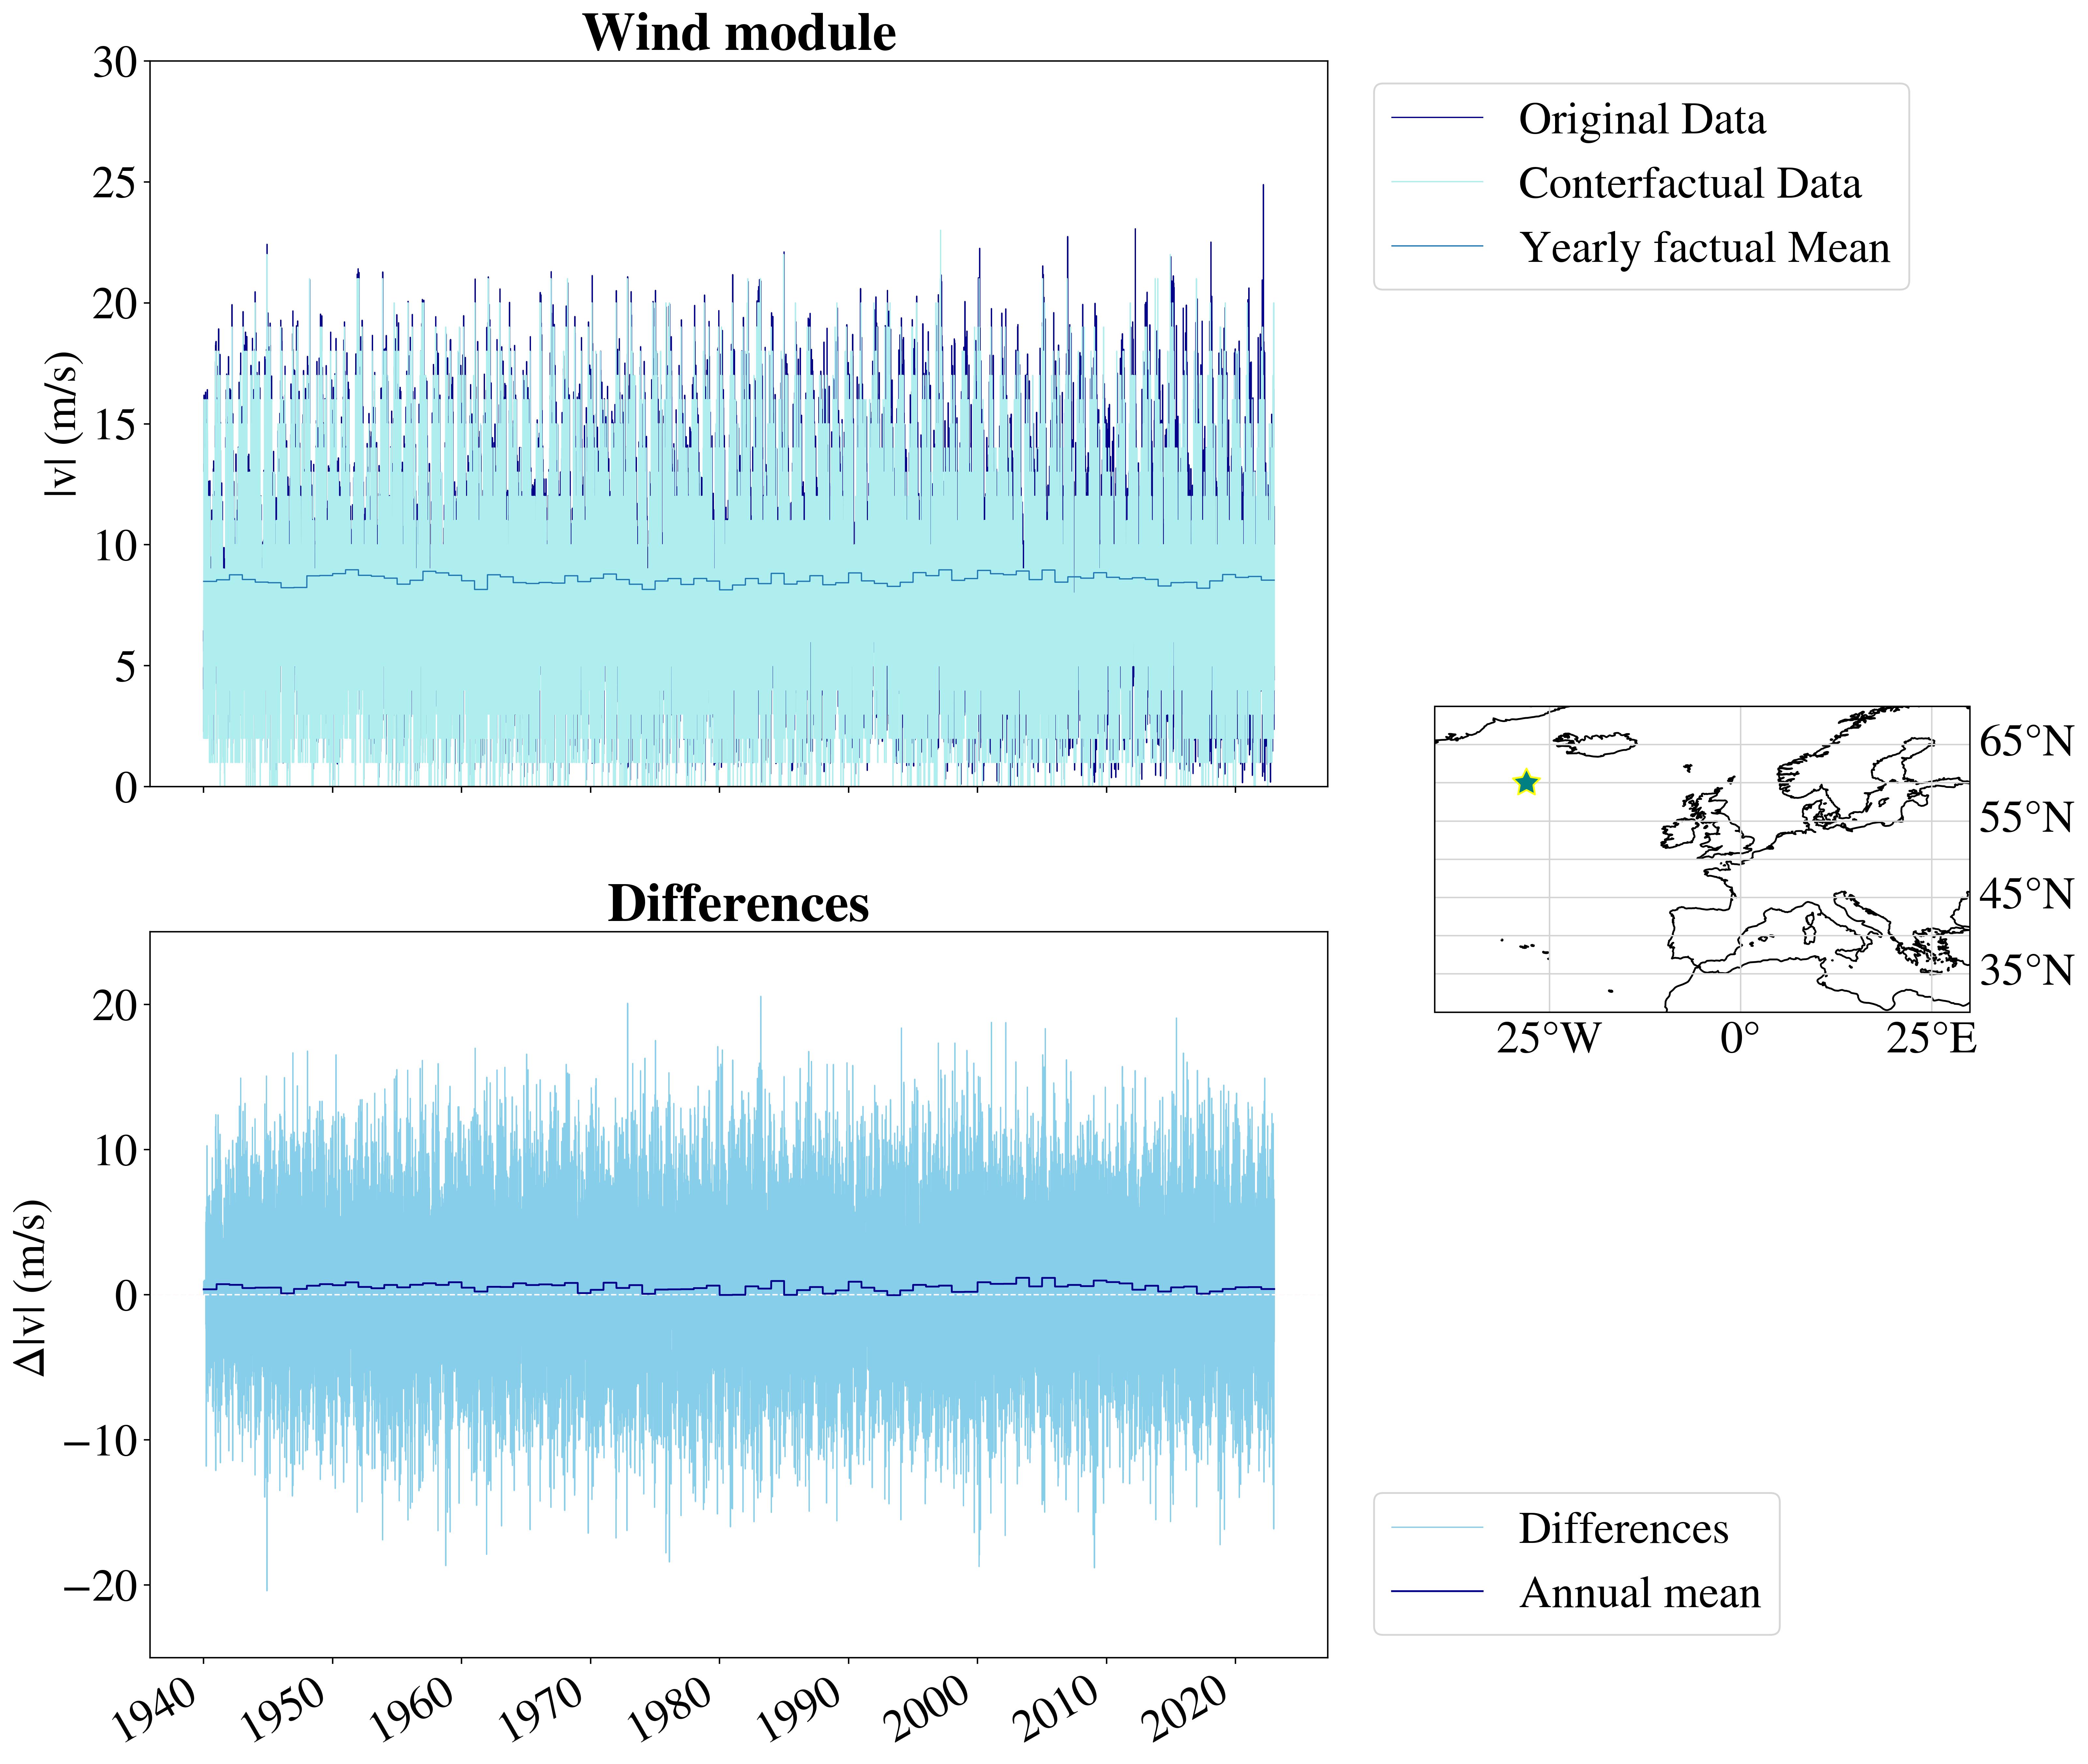 Wind module
30
25
20
15
10
5
0
|v| (m/s)
Original Data
Conterfactual Data
Yearly factual Mean
65°N
55°N
45°N
35°N
25°W 0° 25°E
Differences
20
10
0
−10
−20
Δ|v| (m/s)
1940 1950 1960 1970 1980 1990 2000 2010 2020
Differences
Annual mean